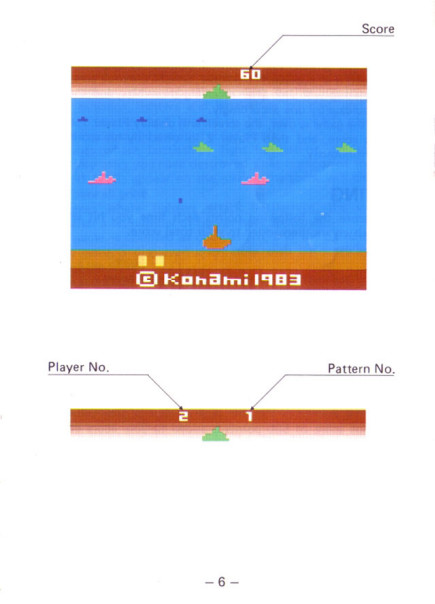 Score
60
© Konami 1983
Player No.
Pattern No.
2
1
– 6 –